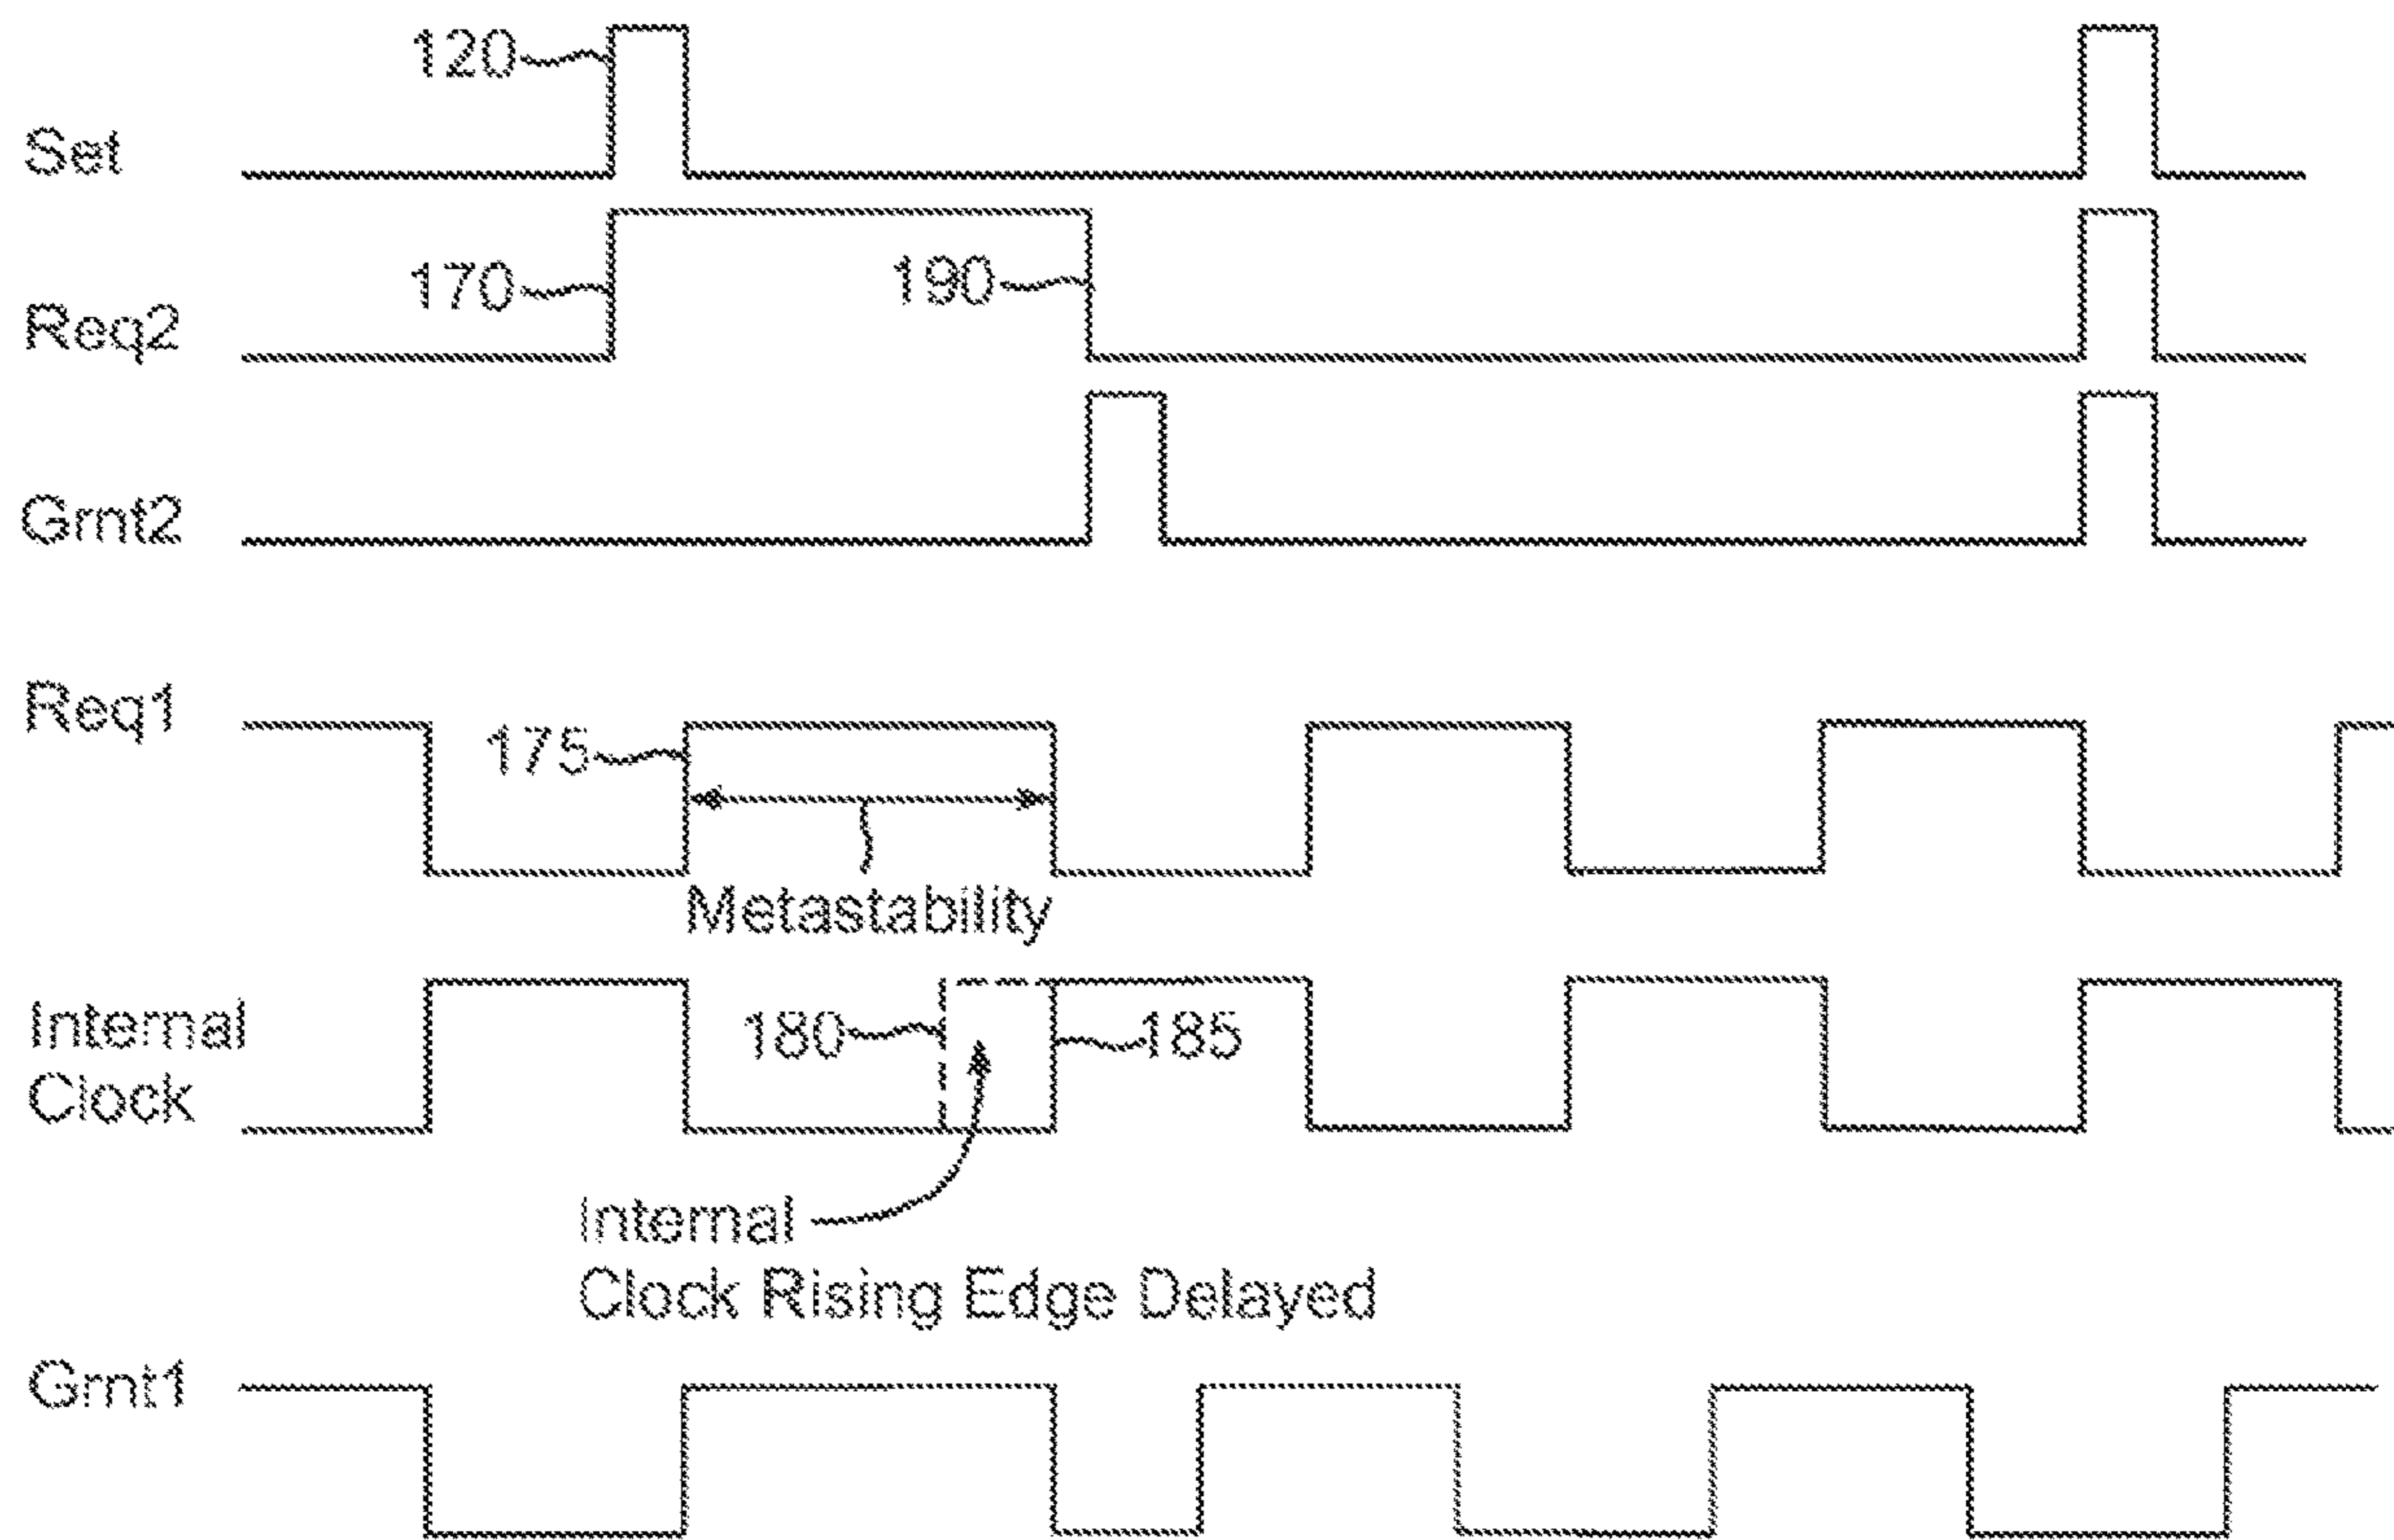 120
Set
170
190
Req2
Grnt2
Req1
175
Metastability
Internal
Clock
180
185
Internal
Clock Rising Edge Delayed
Grnt1